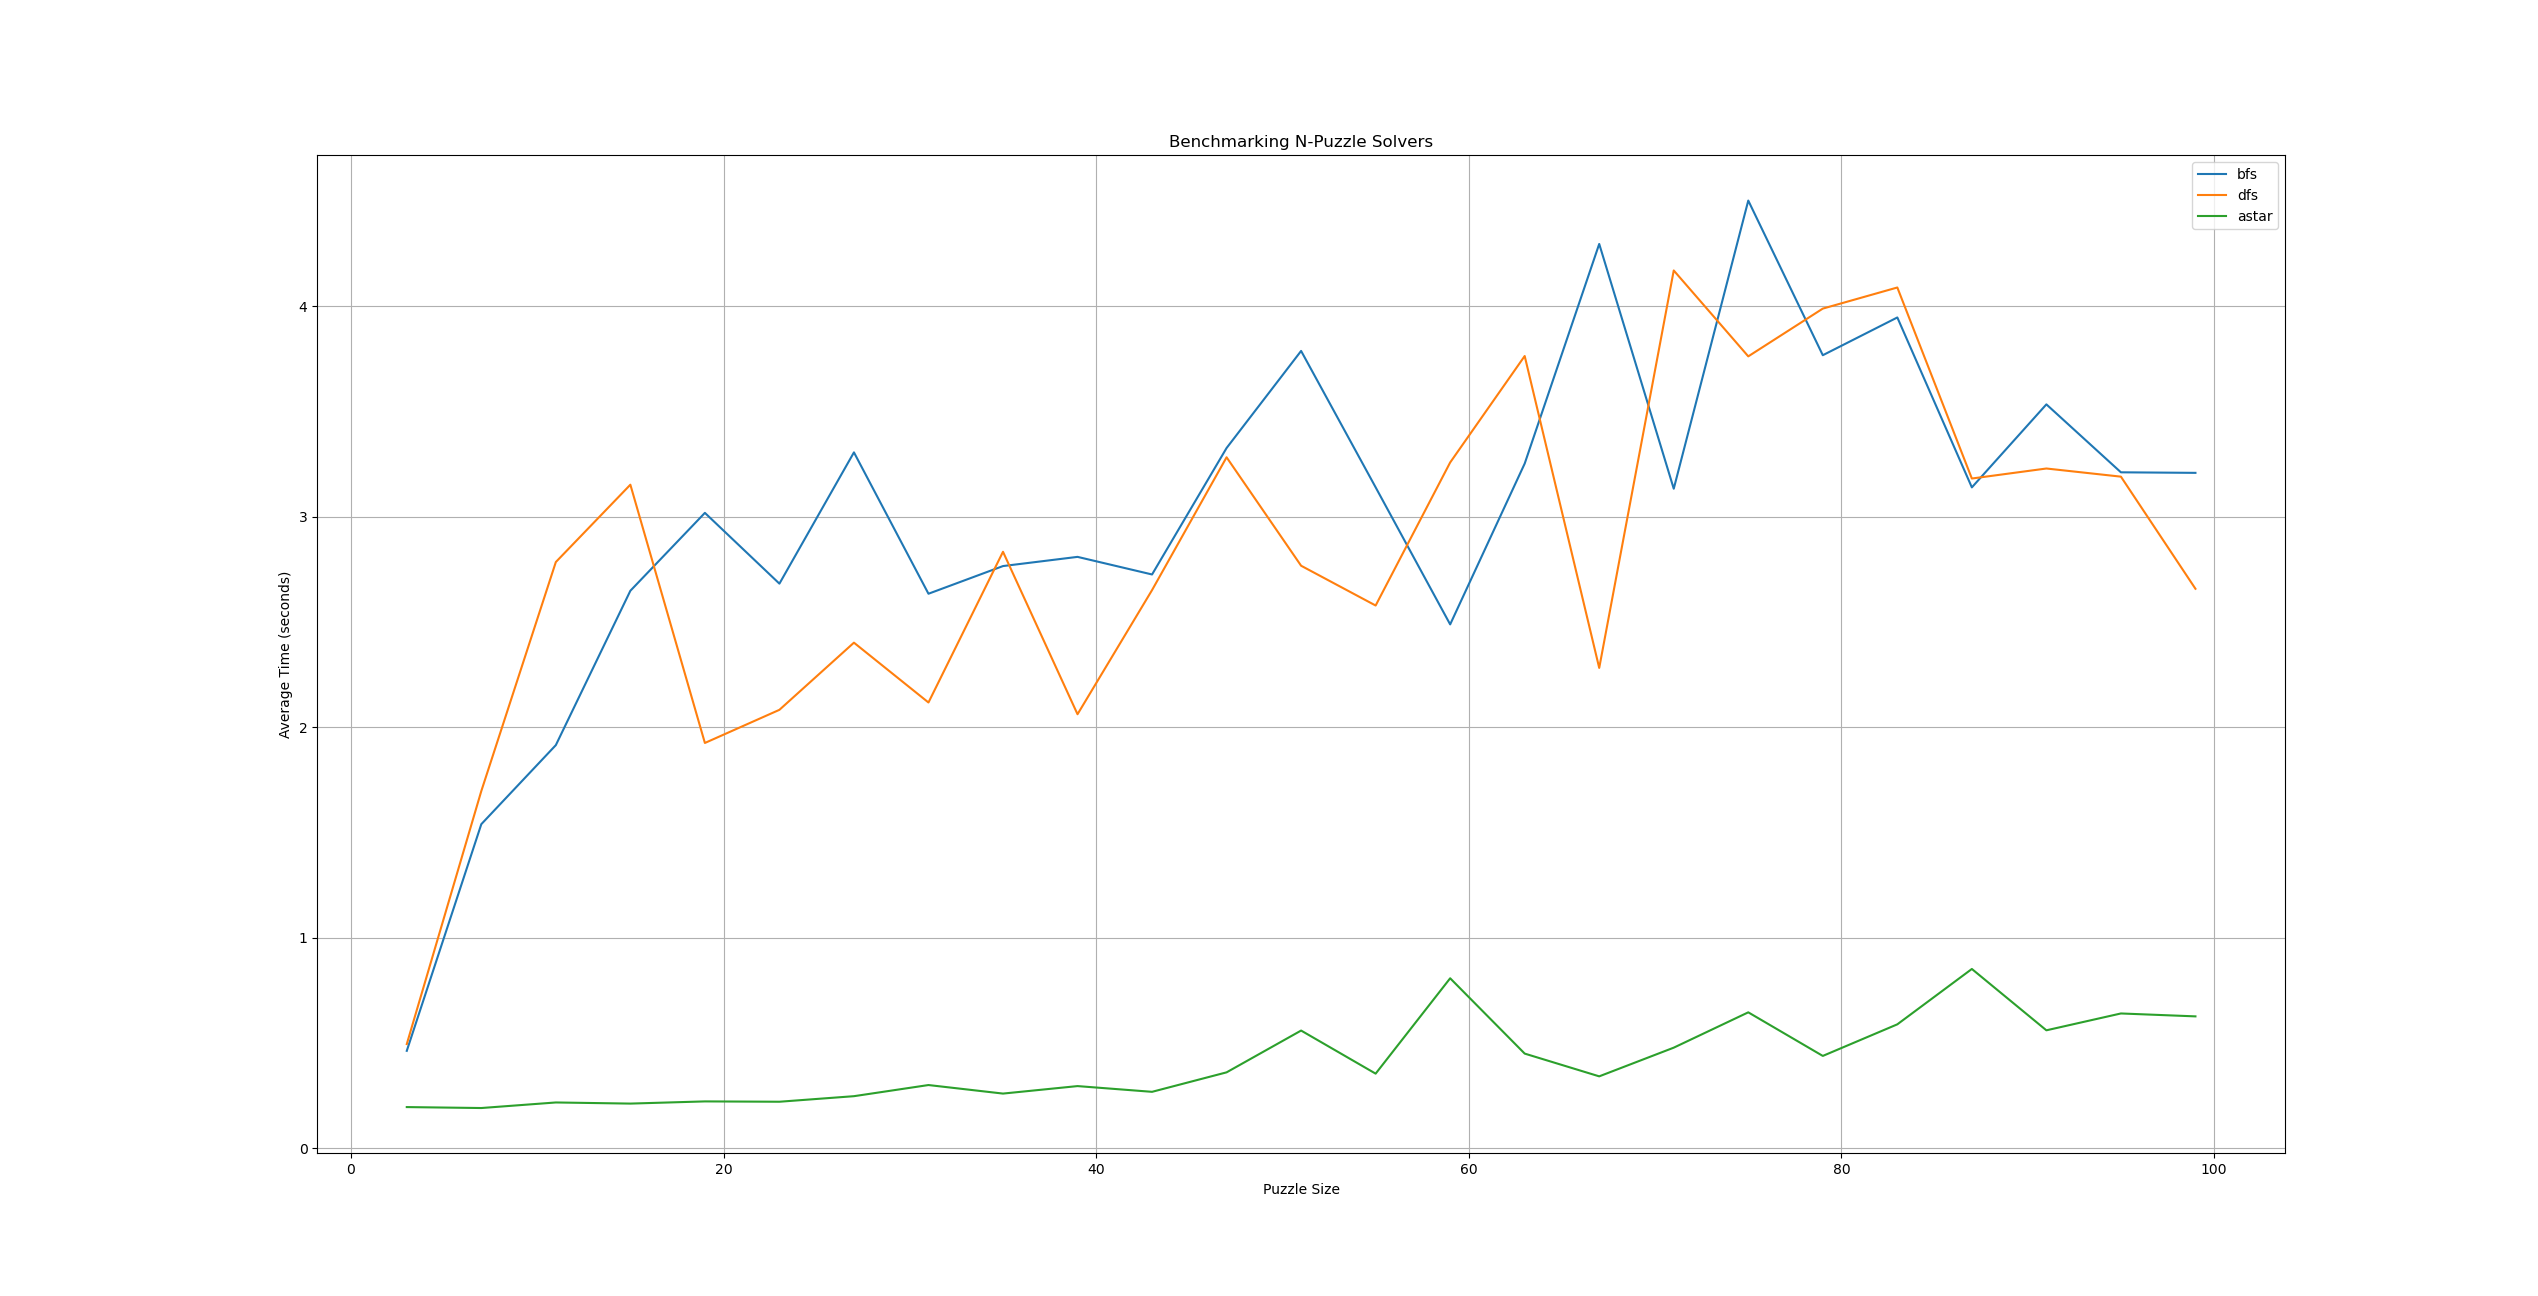 Benchmarking N-Puzzle Solvers
bfs
dfs
astar
4
3
2
1
0
Average Time (seconds)
0 20 40 60 80 100
Puzzle Size